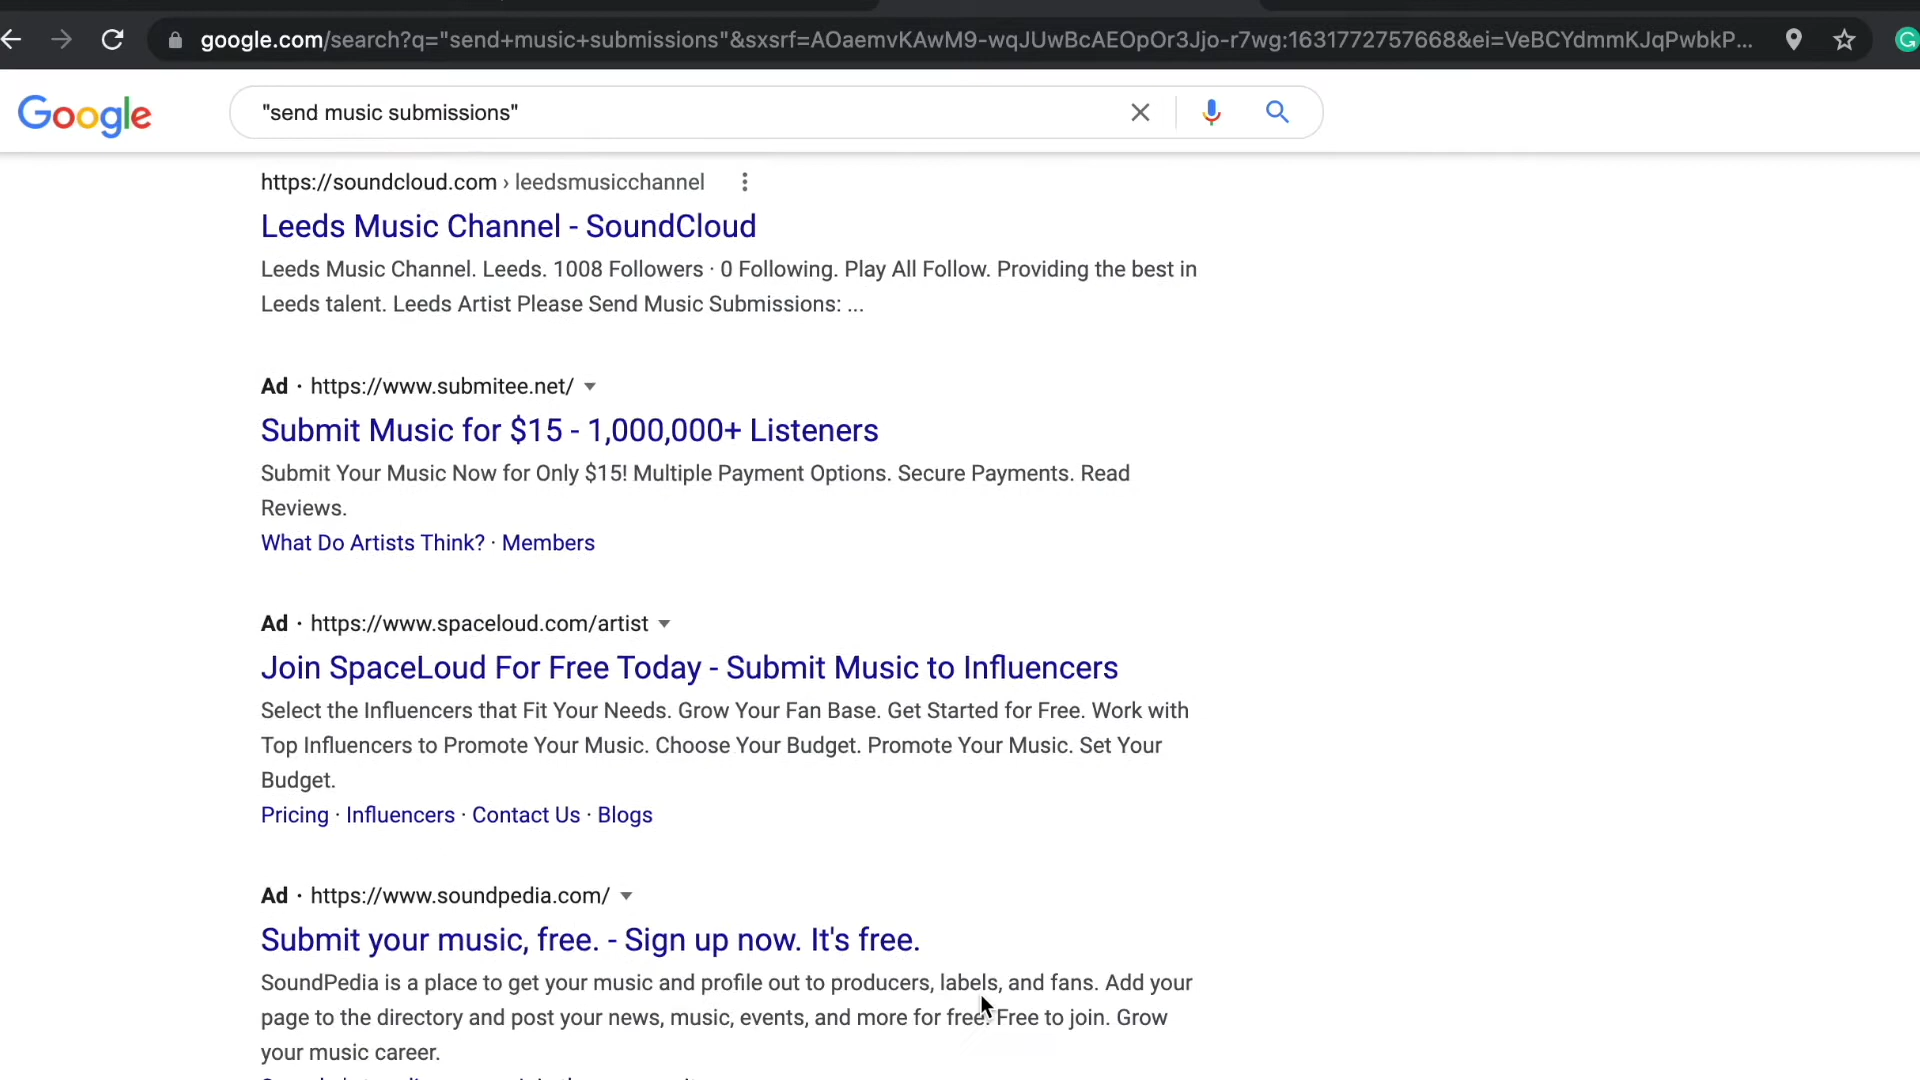 google.com/search?q="send+music+submissions"&sxsrf=AOaemvKAwM9-wqJUwBcAEOpOr3Jjo-r7wg:1631772757668&ei=VeBCYdmmKJqPwbkP...
Google
"send music submissions"
https://soundcloud.com › leedsmusicchannel
Leeds Music Channel - SoundCloud
Leeds Music Channel. Leeds. 1008 Followers · 0 Following. Play All Follow. Providing the best in
Leeds talent. Leeds Artist Please Send Music Submissions: ...
Ad · https://www.submitee.net/
Submit Music for $15 - 1,000,000+ Listeners
Submit Your Music Now for Only $15! Multiple Payment Options. Secure Payments. Read
Reviews.
What Do Artists Think? · Members
Ad · https://www.spaceloud.com/artist
Join SpaceLoud For Free Today - Submit Music to Influencers
Select the Influencers that Fit Your Needs. Grow Your Fan Base. Get Started for Free. Work with
Top Influencers to Promote Your Music. Choose Your Budget. Promote Your Music. Set Your
Budget.
Pricing · Influencers · Contact Us · Blogs
Ad · https://www.soundpedia.com/
Submit your music, free. - Sign up now. It's free.
SoundPedia is a place to get your music and profile out to producers, labels, and fans. Add your
page to the directory and post your news, music, events, and more for free. Free to join. Grow
your music career.